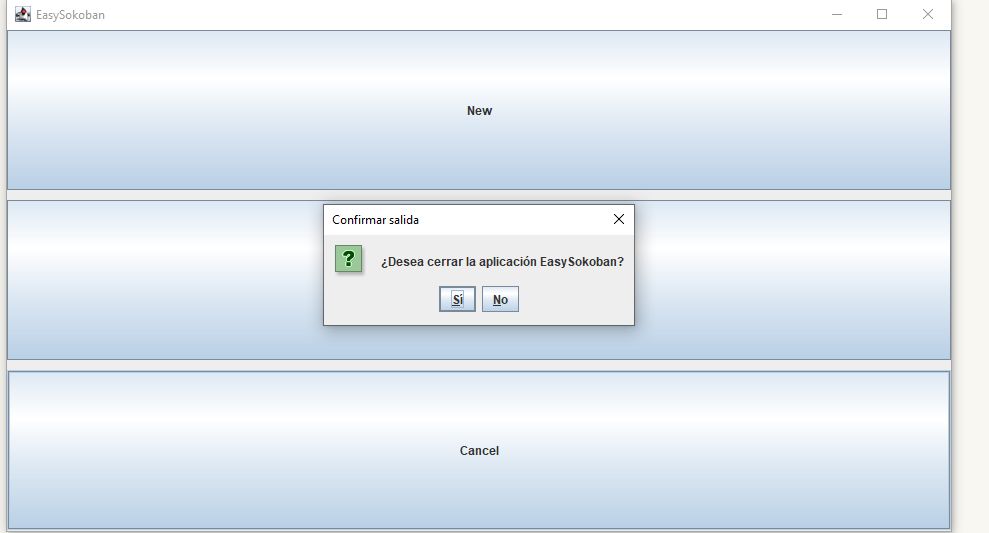 EasySokoban
New
Confirmar salida
¿Desea cerrar la aplicación EasySokoban?
Sí
No
Cancel